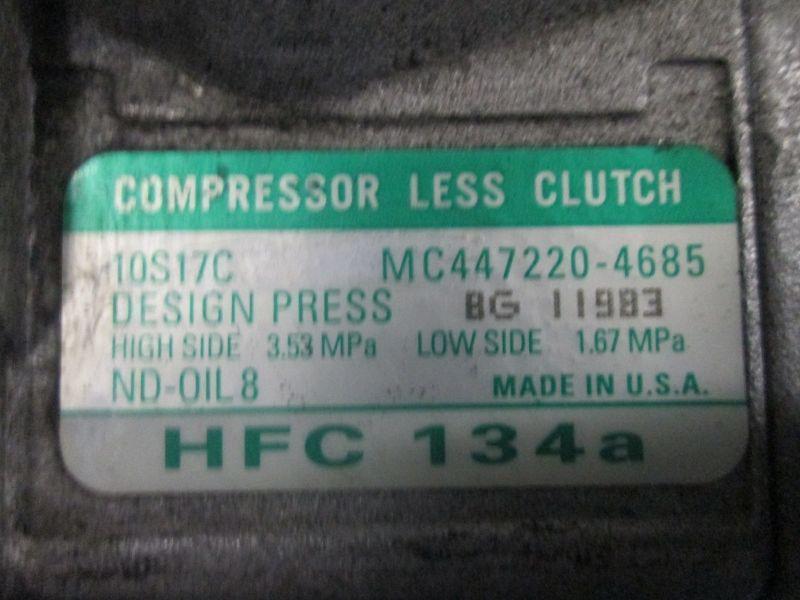 COMPRESSOR LESS CLUTCH
10S17C MC447220-4685
DESIGN PRESS BG 11983
HIGH SIDE 3.53 MPa LOW SIDE 1.67 MPa
ND-OIL 8 MADE IN U.S.A.
HFC 134a